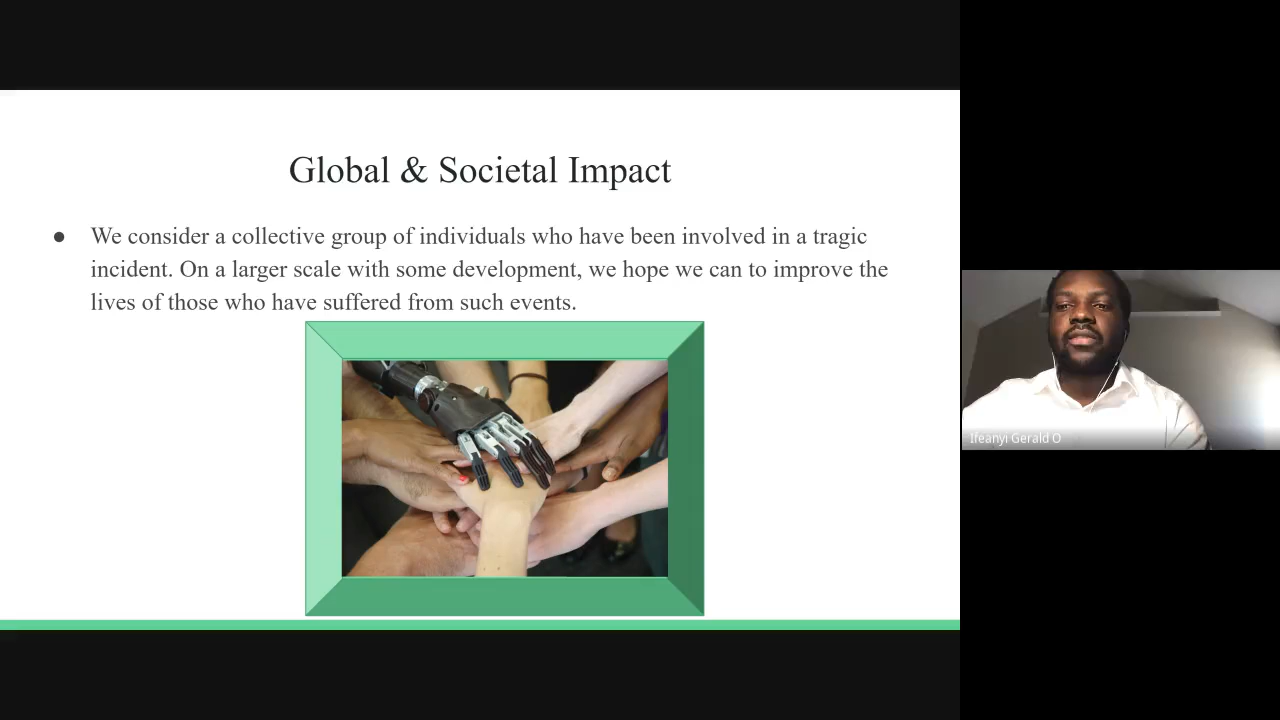 Global & Societal Impact
● We consider a collective group of individuals who have been involved in a tragic
incident. On a larger scale with some development, we hope we can to improve the
lives of those who have suffered from such events.
Ifeanyi Gerald O